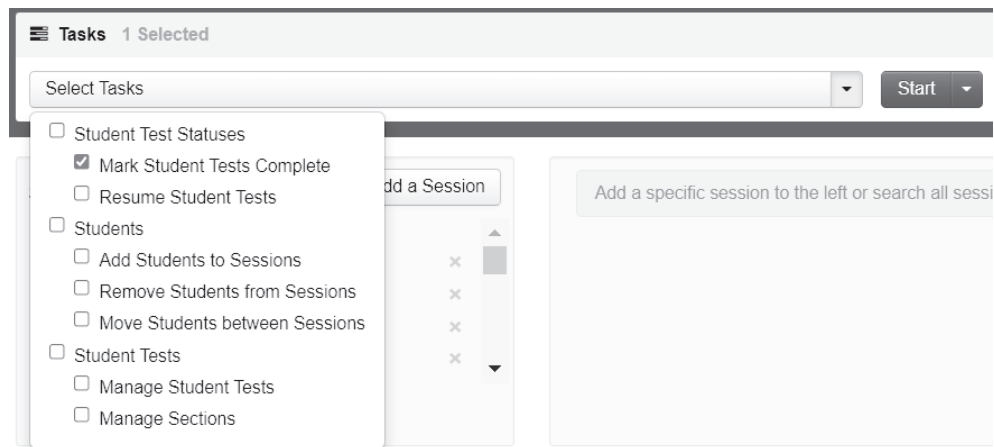 Tasks 1 Selected
Select Tasks
Start
Student Test Statuses
Mark Student Tests Complete
Resume Student Tests
Students
Add Students to Sessions
Remove Students from Sessions
Move Students between Sessions
Student Tests
Manage Student Tests
Manage Sections
dd a Session
Add a specific session to the left or search all sessi